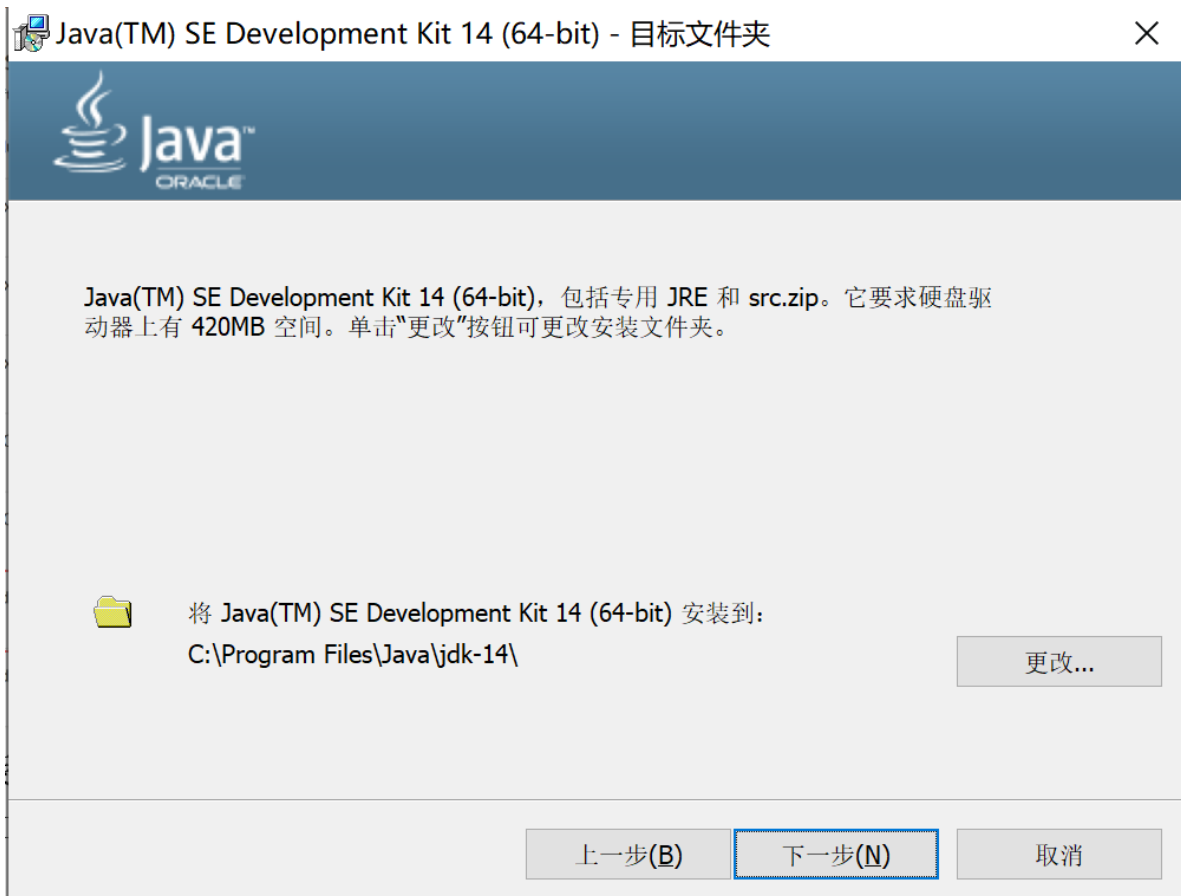 Java(TM) SE Development Kit 14 (64-bit) - 目标文件夹
Java™
ORACLE
Java(TM) SE Development Kit 14 (64-bit)，包括专用 JRE 和 src.zip。它要求硬盘驱
动器上有 420MB 空间。单击“更改”按钮可更改安装文件夹。
将 Java(TM) SE Development Kit 14 (64-bit) 安装到：
C:\Program Files\Java\jdk-14\
更改...
上一步(B) 下一步(N) 取消